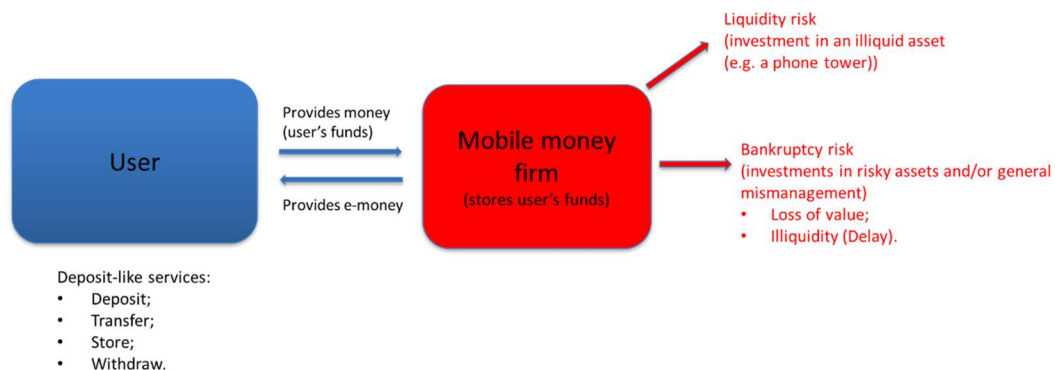 User
Provides money
(user's funds)
Provides e-money
Mobile money
firm
(stores user's funds)
Liquidity risk
(investment in an illiquid asset
(e.g. a phone tower))
Bankruptcy risk
(investments in risky assets and/or general
mismanagement)
• Loss of value;
• Illiquidity (Delay).
Deposit-like services:
• Deposit;
• Transfer;
• Store;
• Withdraw.